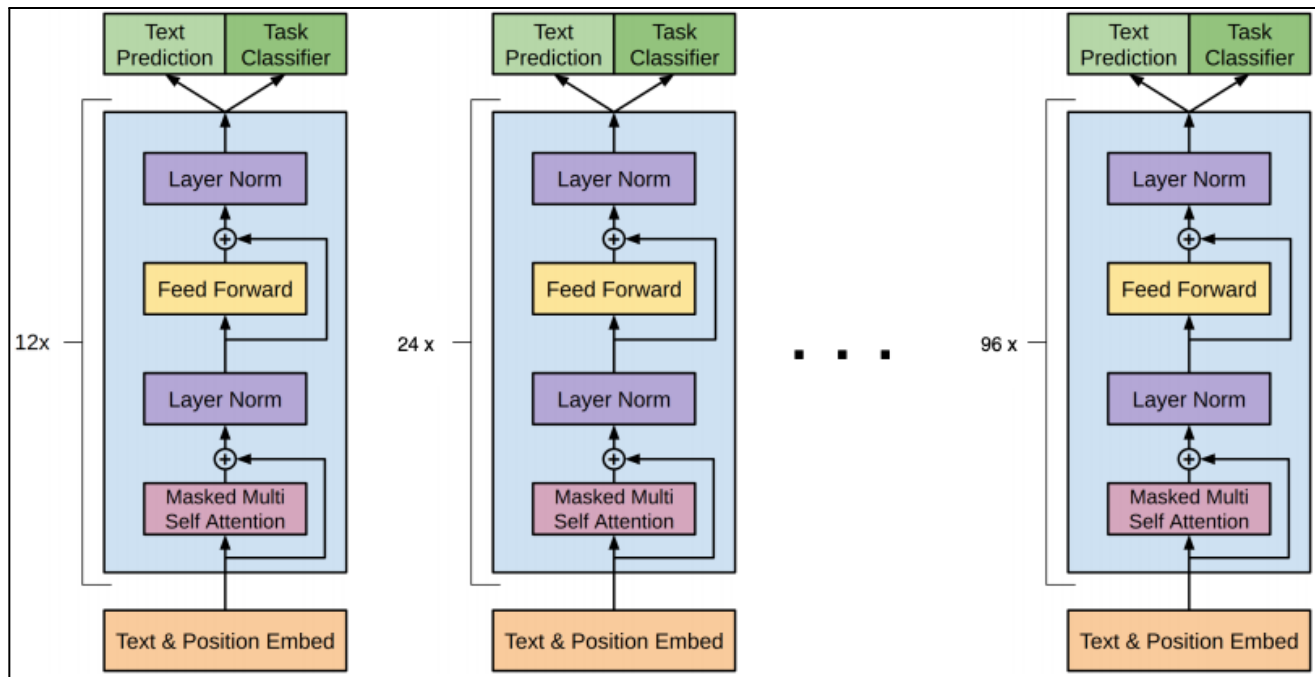 Text
Prediction
Task
Classifier
Layer Norm
Feed Forward
12x
Layer Norm
Masked Multi
Self Attention
Text & Position Embed
Text
Prediction
Task
Classifier
Layer Norm
Feed Forward
24 x
Layer Norm
Masked Multi
Self Attention
Text & Position Embed
. . .
Text
Prediction
Task
Classifier
Layer Norm
Feed Forward
96 x
Layer Norm
Masked Multi
Self Attention
Text & Position Embed